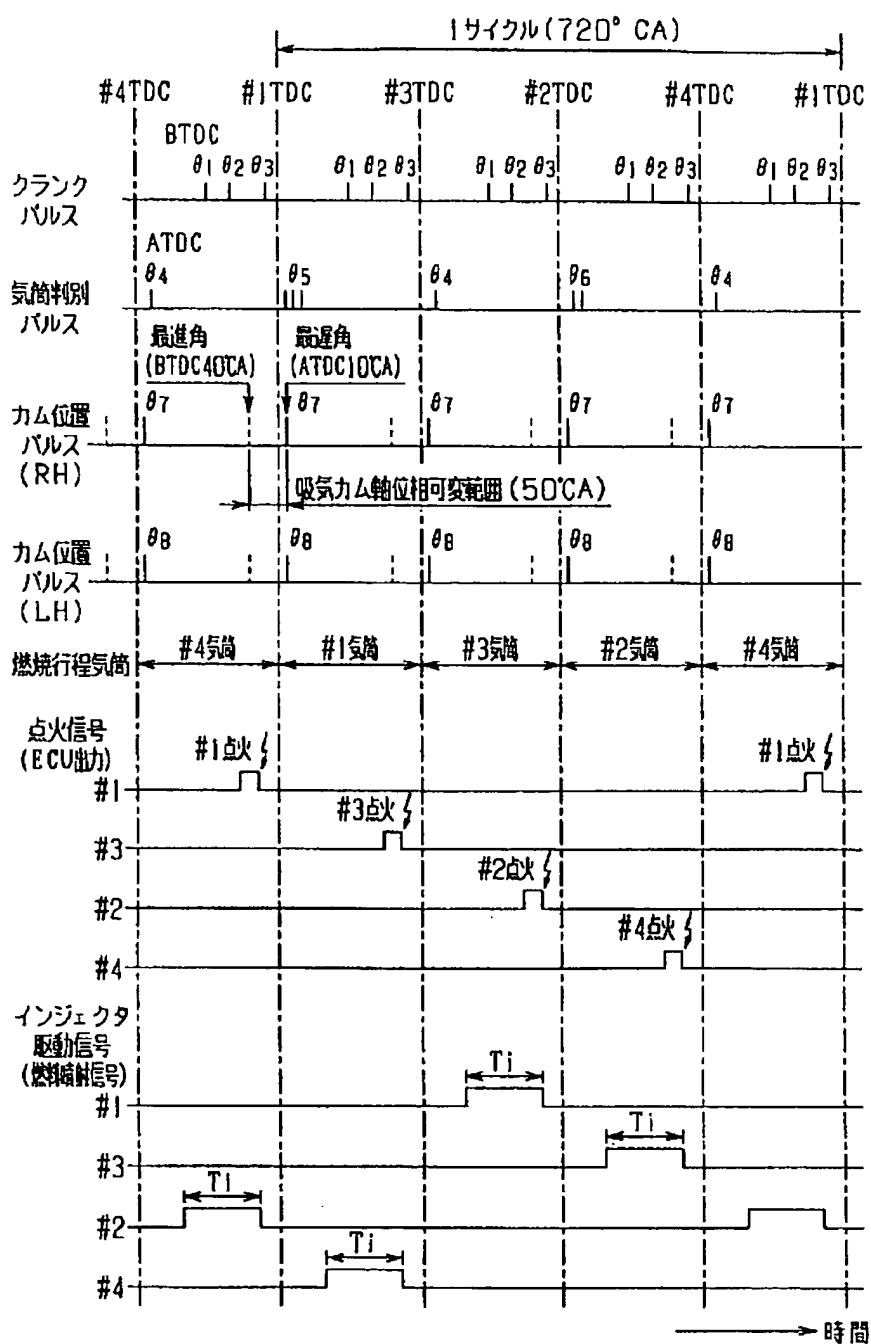 1サイクル(720° CA)
#4TDC #1TDC #3TDC #2TDC #4TDC #1TDC
BTDC
θ1 θ2 θ3 θ1 θ2 θ3 θ1 θ2 θ3 θ1 θ2 θ3 θ1 θ2 θ3
クランク
パルス
ATDC
θ4 θ5 θ4 θ6 θ4
気筒判別
パルス
最進角 最遅角
(BTDC40℃A) (ATDC10℃A)
θ7 θ7 θ7 θ7 θ7
カム位置
パルス
(RH)
吸気カム軸位相可変範囲(50℃A)
θ8 θ8 θ8 θ8 θ8
カム位置
パルス
(LH)
燃焼行程気筒 #4気筒 #1気筒 #3気筒 #2気筒 #4気筒
点火信号
(ECU出力)
#1点火 #1点火
#1
#3点火
#3
#2点火
#2
#4点火
#4
インジェクタ
駆動信号
(燃料噴射信号)
Ti
#1
Ti
#3
Ti
#2
Ti
#4
時間